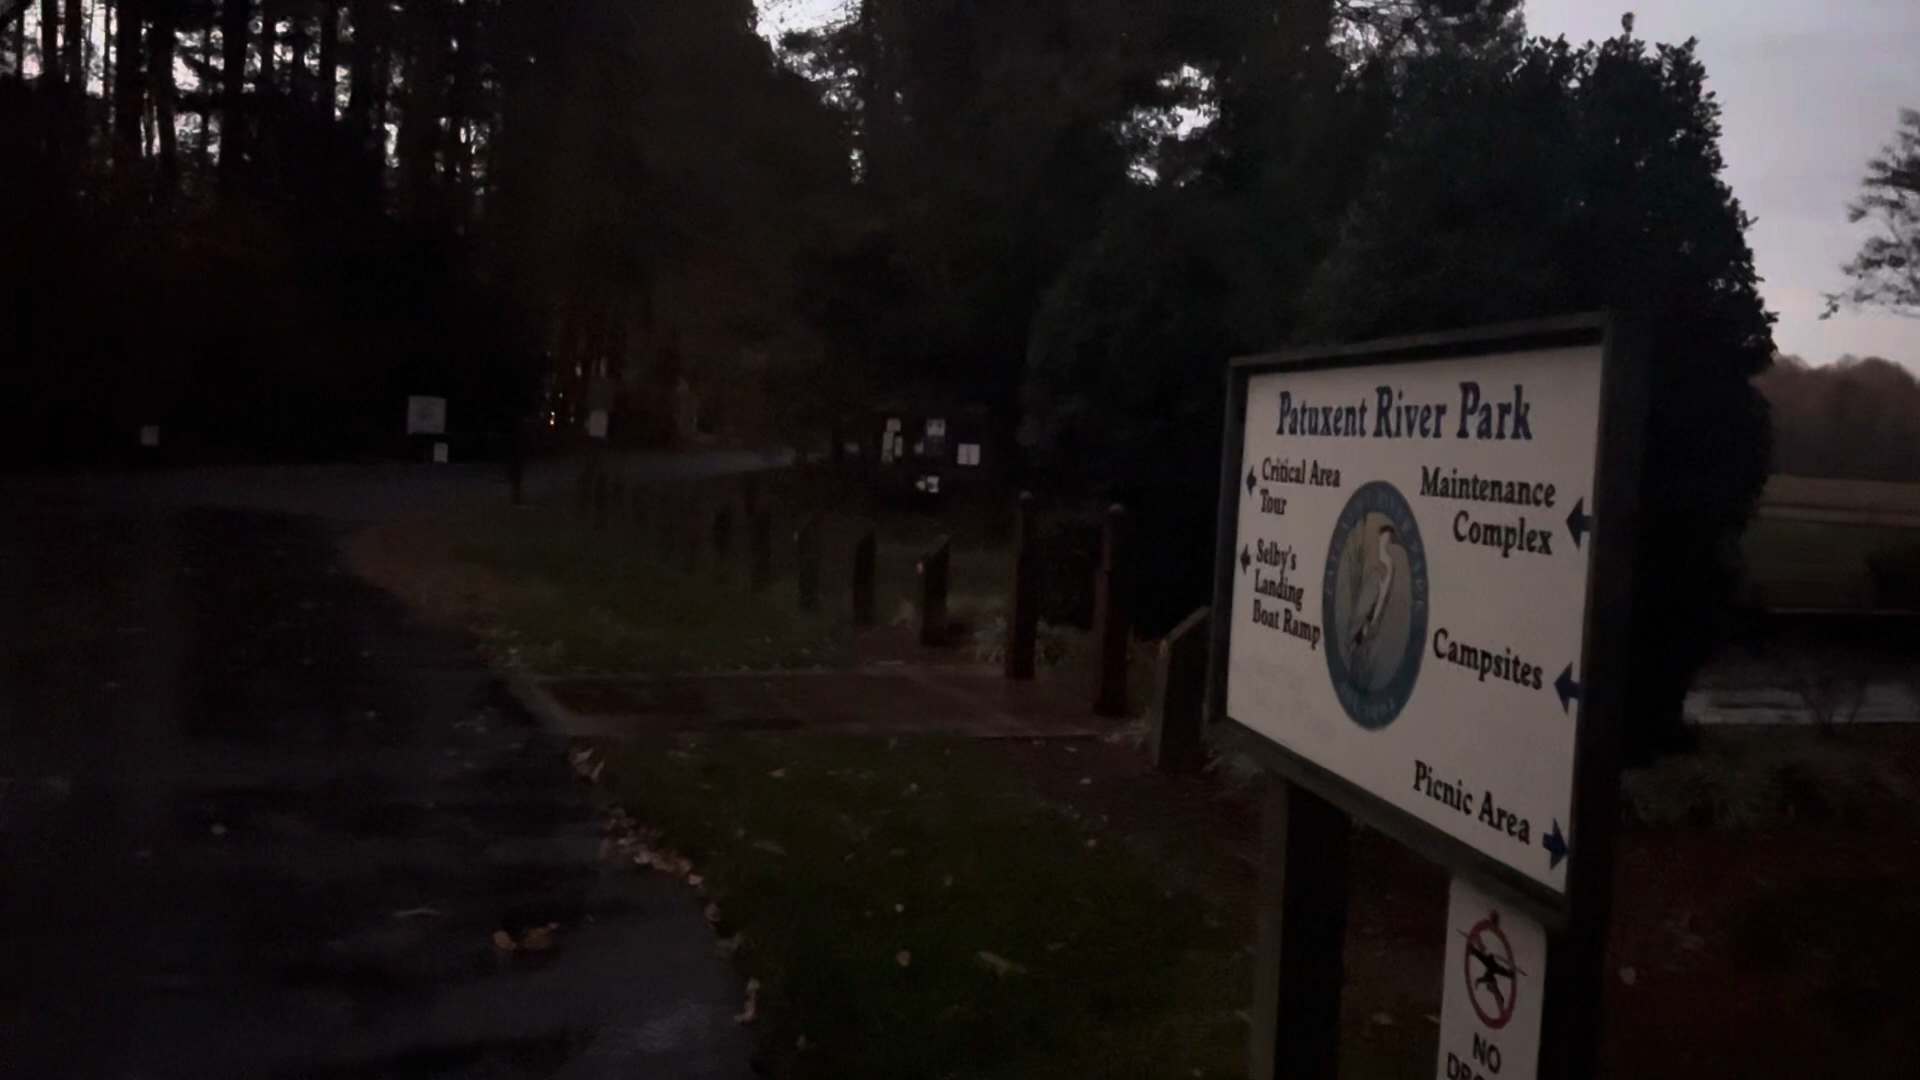 Patuxent River Park
Critical Area
Tour
Selby's
Landing
Boat Ramp
Maintenance
Complex
Campsites
Picnic Area
NO